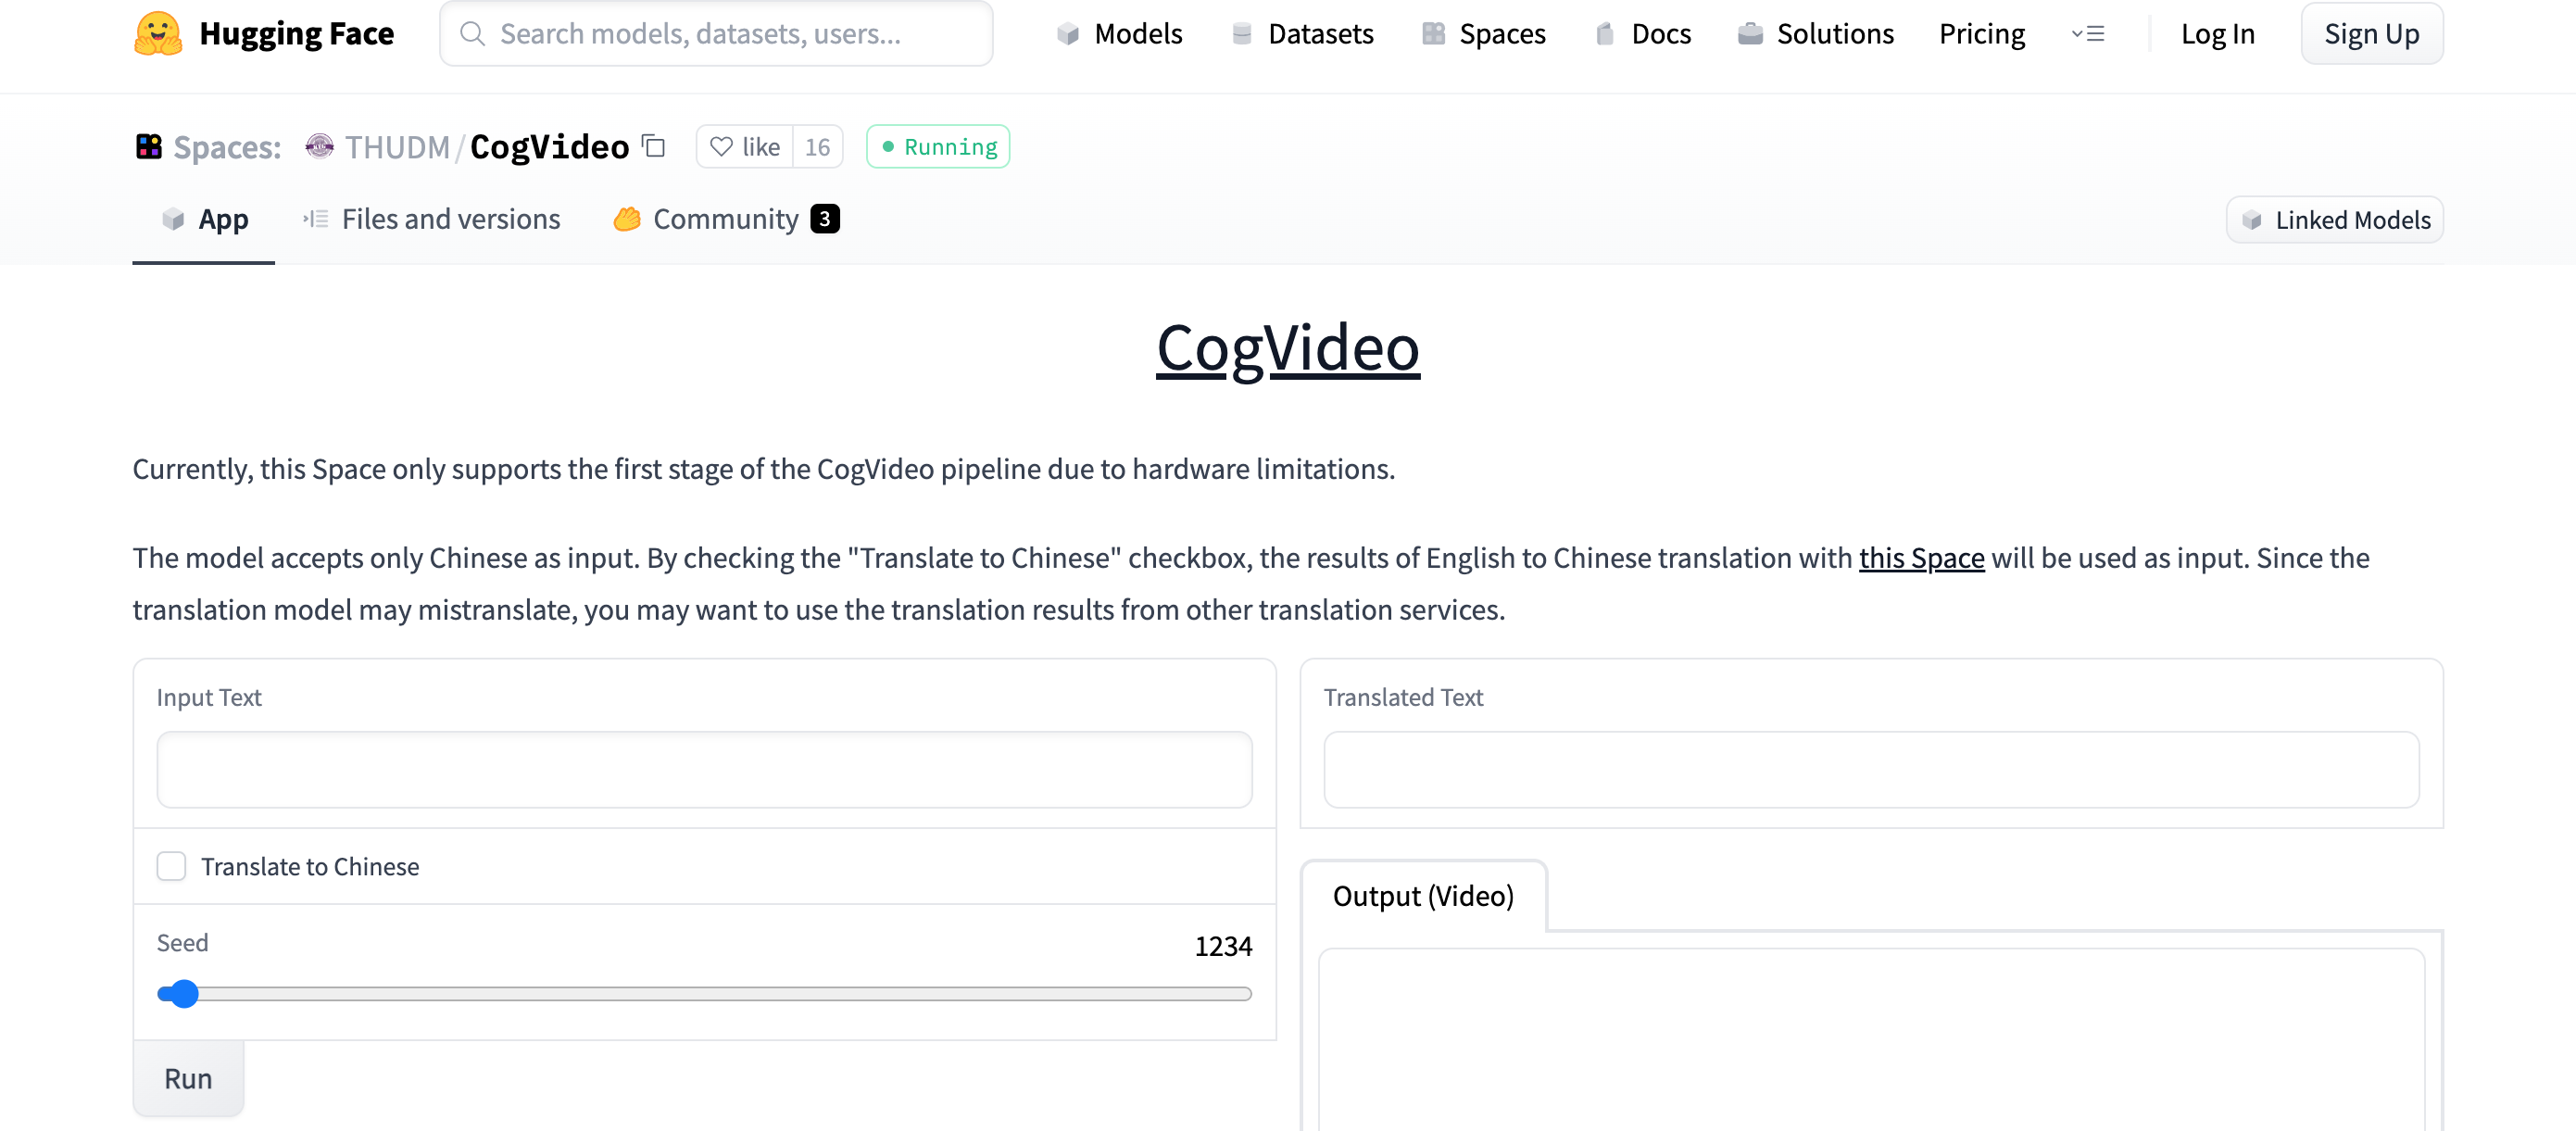 Hugging Face
Search models, datasets, users...
Models
Datasets
Spaces
Docs
Solutions
Pricing
Log In
Sign Up
Spaces:
THUDM/CogVideo
like
16
Running
App
Files and versions
Community
3
Linked Models
CogVideo
Currently, this Space only supports the first stage of the CogVideo pipeline due to hardware limitations.
The model accepts only Chinese as input. By checking the "Translate to Chinese" checkbox, the results of English to Chinese translation with this Space will be used as input. Since the
translation model may mistranslate, you may want to use the translation results from other translation services.
Input Text
Translated Text
Translate to Chinese
Output (Video)
Seed
1234
Run